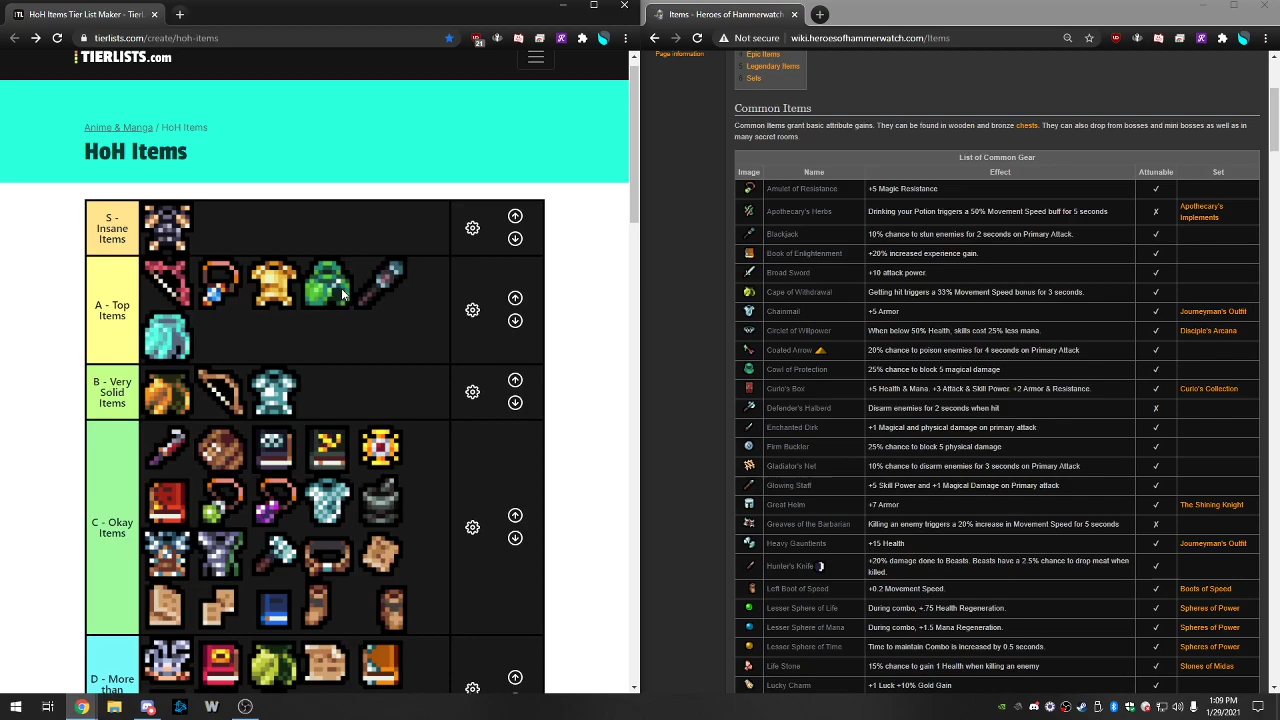 HoH Items Tier List Maker - Tier
Items - Heroes of Hammerwatch
tierlists.com/create/hoh-items
21
Not secure
wiki.heroesofhammerwatch.com/Items
TIERLISTS.com
Anime & Manga / HoH Items
HoH Items
S - Insane Items
A - Top Items
B - Very Solid Items
C - Okay Items
D - More than
Page information
4 Epic Items
5 Legendary Items
6 Sets
Common Items
Common Items grant basic attribute gains. They can be found in wooden and bronze chests. They can also drop from bosses and mini bosses as well as in
many secret rooms.
List of Common Gear
Image Name Effect Attunable Set
Amulet of Resistance +5 Magic Resistance ✓
Apothecary's Herbs Drinking your Potion triggers a 50% Movement Speed buff for 5 seconds ✗ Apothecary's Implements
Blackjack 10% chance to stun enemies for 2 seconds on Primary Attack. ✓
Book of Enlightenment +20% increased experience gain. ✓
Broad Sword +10 attack power. ✓
Cape of Withdrawal Getting hit triggers a 33% Movement Speed bonus for 3 seconds. ✓
Chainmail +5 Armor ✓ Journeyman's Outfit
Circlet of Willpower When below 50% Health, skills cost 25% less mana. ✓ Disciple's Arcana
Coated Arrow 20% chance to poison enemies for 4 seconds on Primary Attack ✓
Cowl of Protection 25% chance to block 5 magical damage ✓
Curio's Box +5 Health & Mana. +3 Attack & Skill Power. +2 Armor & Resistance. ✓ Curio's Collection
Defender's Halberd Disarm enemies for 2 seconds when hit ✗
Enchanted Dirk +1 Magical and physical damage on primary attack ✓
Firm Buckler 25% chance to block 5 physical damage ✓
Gladiator's Net 10% chance to disarm enemies for 3 seconds on Primary Attack ✓
Glowing Staff +5 Skill Power and +1 Magical Damage on Primary attack ✓
Great Helm +7 Armor ✓ The Shining Knight
Greaves of the Barbarian Killing an enemy triggers a 20% increase in Movement Speed for 5 seconds ✗
Heavy Gauntlents +15 Health ✓ Journeyman's Outfit
Hunter's Knife +20% damage done to Beasts. Beasts have a 2.5% chance to drop meat when killed. ✓
Left Boot of Speed +0.2 Movement Speed. ✓ Boots of Speed
Lesser Sphere of Life During combo, +.75 Health Regeneration. ✓ Spheres of Power
Lesser Sphere of Mana During combo, +1.5 Mana Regeneration. ✓ Spheres of Power
Lesser Sphere of Time Time to maintain Combo is increased by 0.5 seconds. ✓ Spheres of Power
Life Stone 15% chance to gain 1 Health when killing an enemy ✓ Stones of Midas
Lucky Charm +1 Luck +10% Gold Gain ✓
1:09 PM
1/29/2021